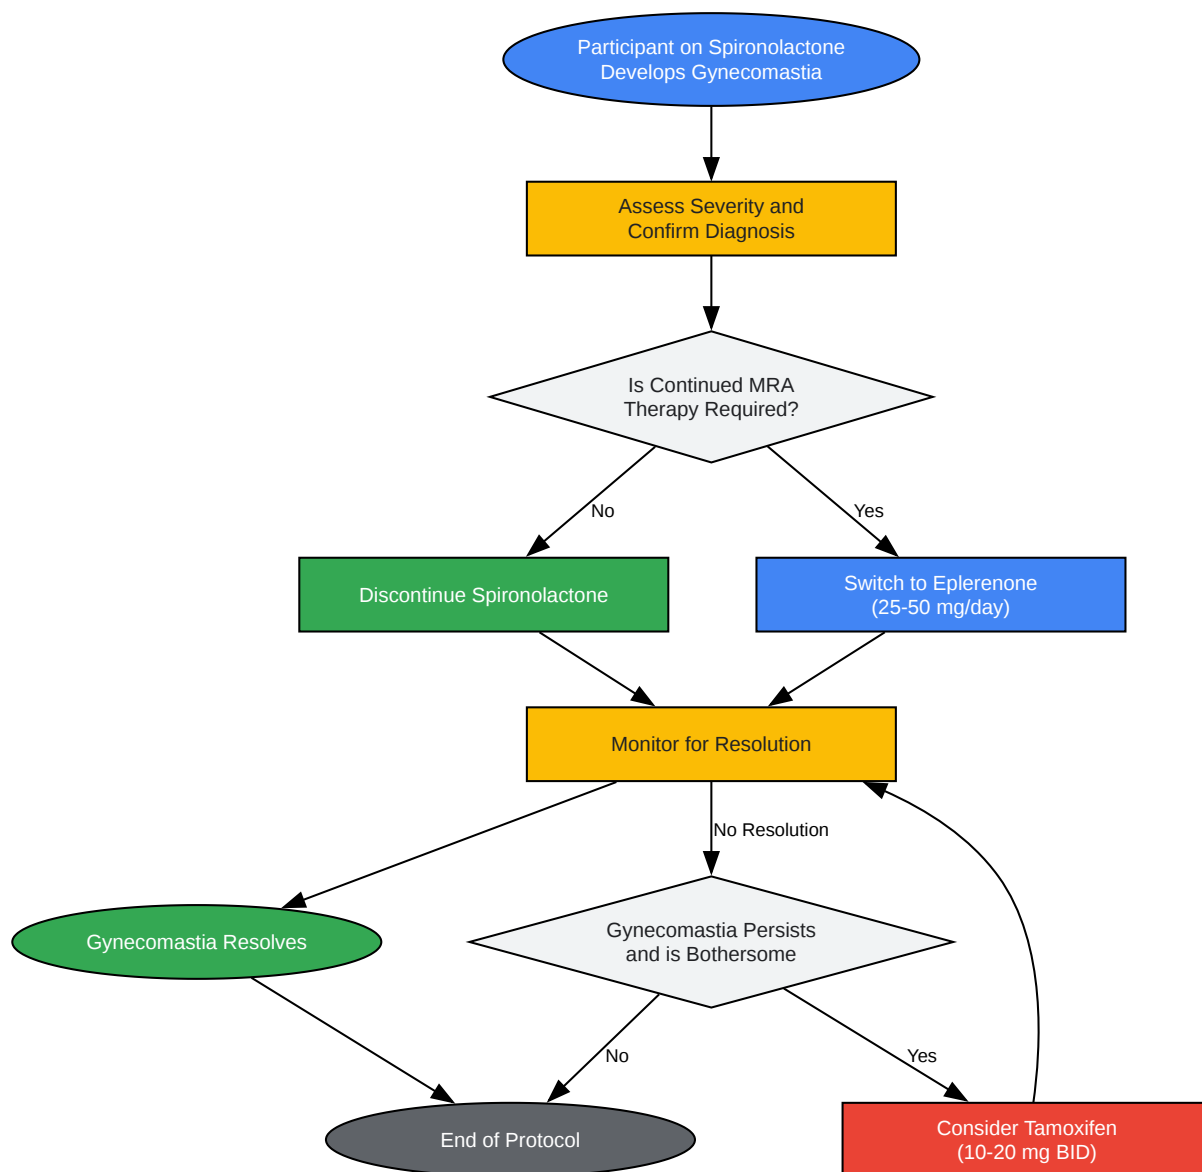 Participant on Spironolactone
Develops Gynecomastia
Assess Severity and
Confirm Diagnosis
Is Continued MRA
Therapy Required?
No
Yes
Discontinue Spironolactone
Switch to Eplerenone
(25-50 mg/day)
Monitor for Resolution
No Resolution
Gynecomastia Resolves
Gynecomastia Persists
and is Bothersome
No
Yes
End of Protocol
Consider Tamoxifen
(10-20 mg BID)